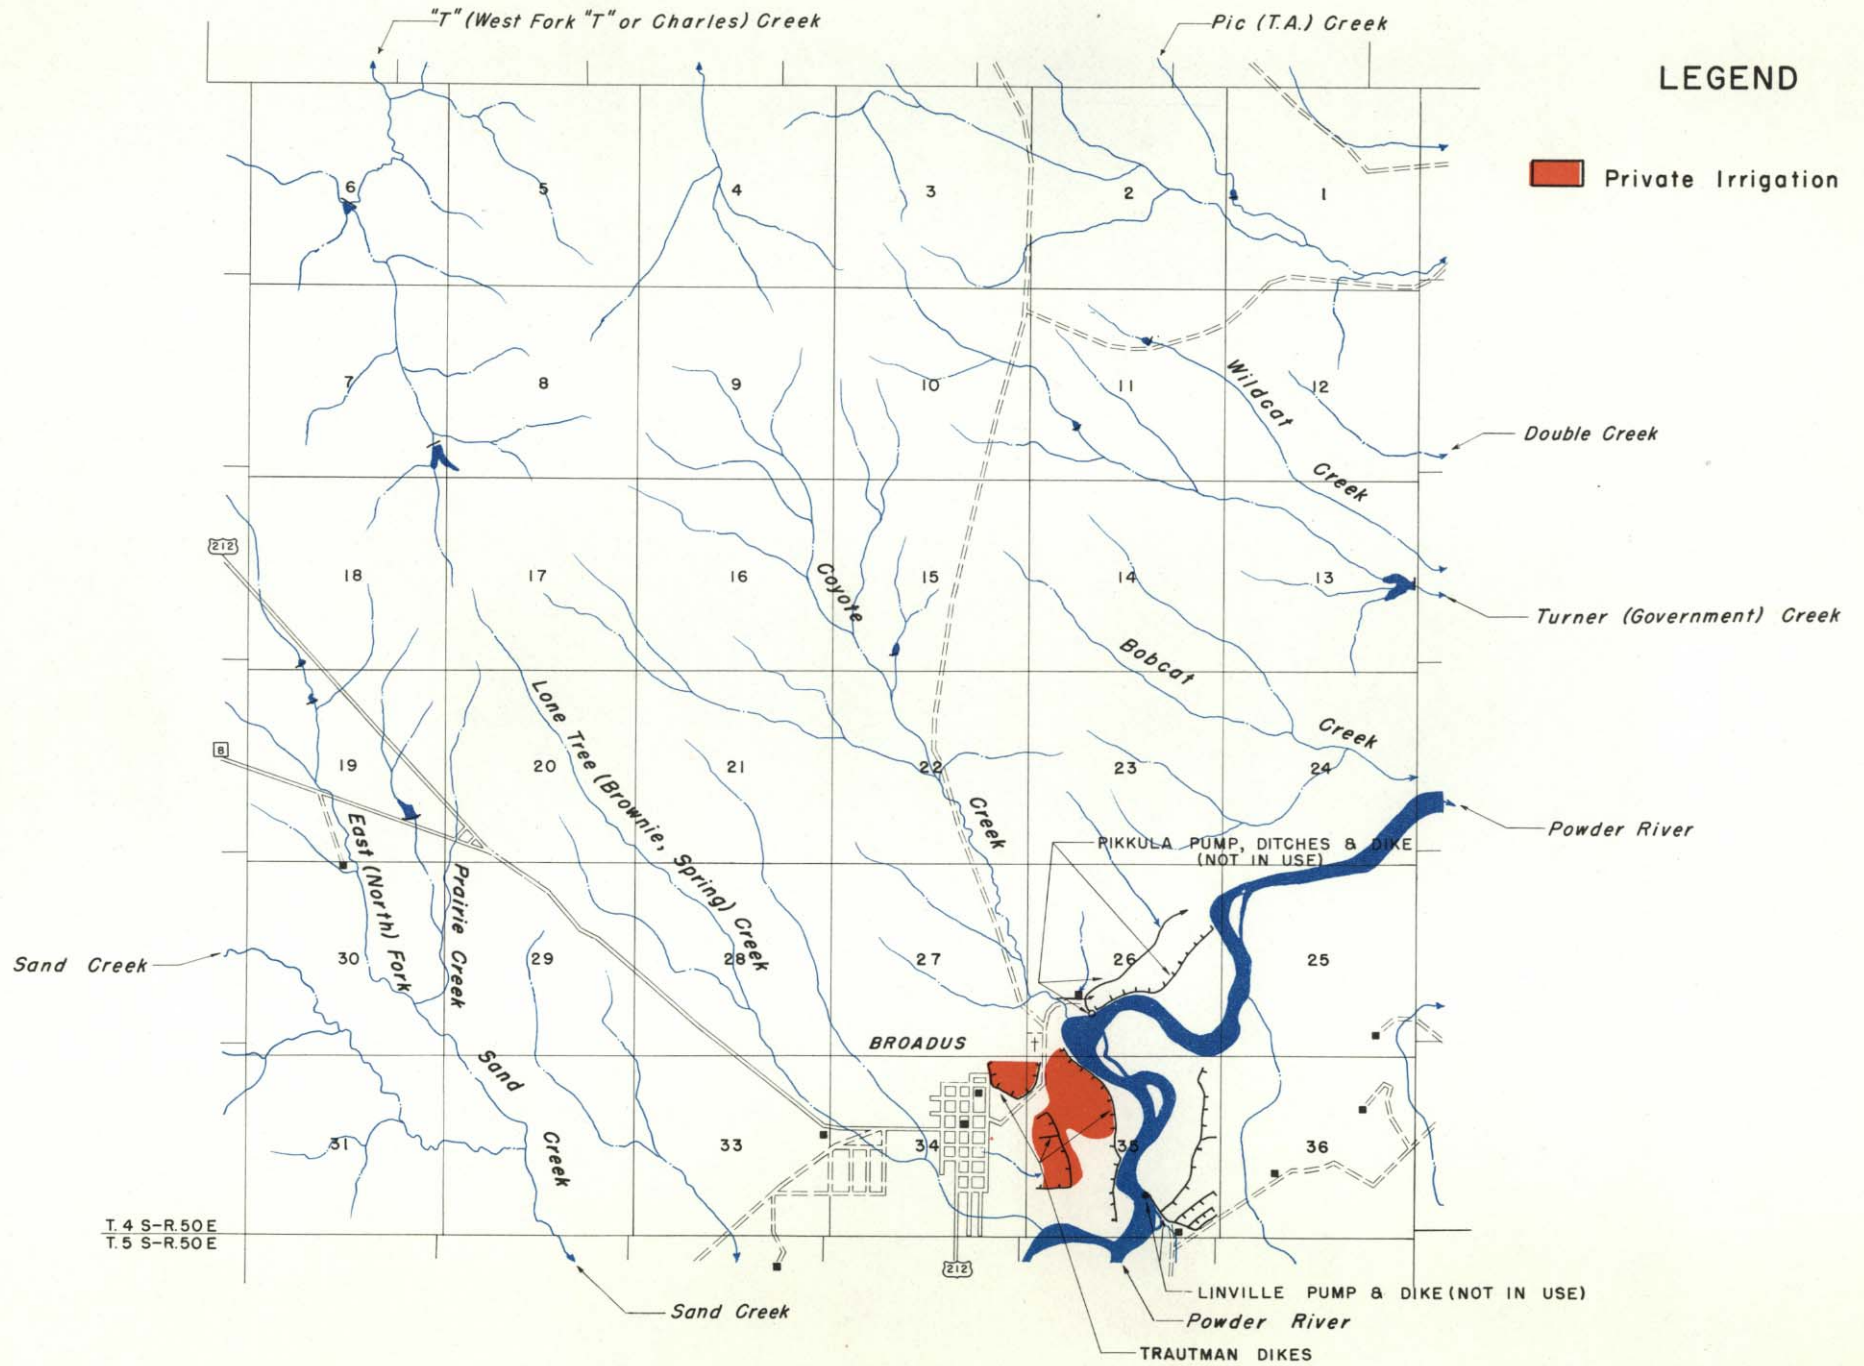 "T" (West Fork "T" or Charles) Creek
Pic (T.A.) Creek
LEGEND
Private Irrigation
6 5 4 3 2 1
7 8 9 10 11 12
Wildcat Creek
Double Creek
212
18 17 16 15 14 13
Coyote Creek
Turner (Government) Creek
Bobcat Creek
8
19 20 21 22 23 24
Lone Tree (Brownie, Spring) Creek
Powder River
PIKKULA PUMP, DITCHES & DIKE
(NOT IN USE)
East (North) Fork
Prairie Creek
Sand Creek
30 29 28 27 26 25
BROADUS
Sand Creek
31 33 34 35 36
T. 4 S-R. 50 E
T. 5 S-R. 50 E
212
LINVILLE PUMP & DIKE (NOT IN USE)
Sand Creek
Powder River
TRAUTMAN DIKES